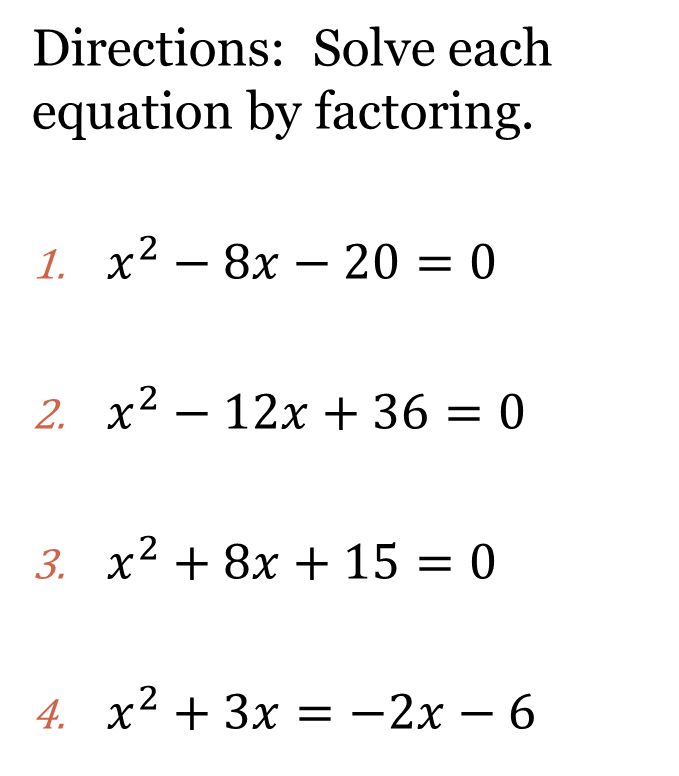 Directions:  Solve each
equation by factoring.
1. x² − 8x − 20 = 0
2. x² − 12x + 36 = 0
3. x² + 8x + 15 = 0
4. x² + 3x = −2x − 6